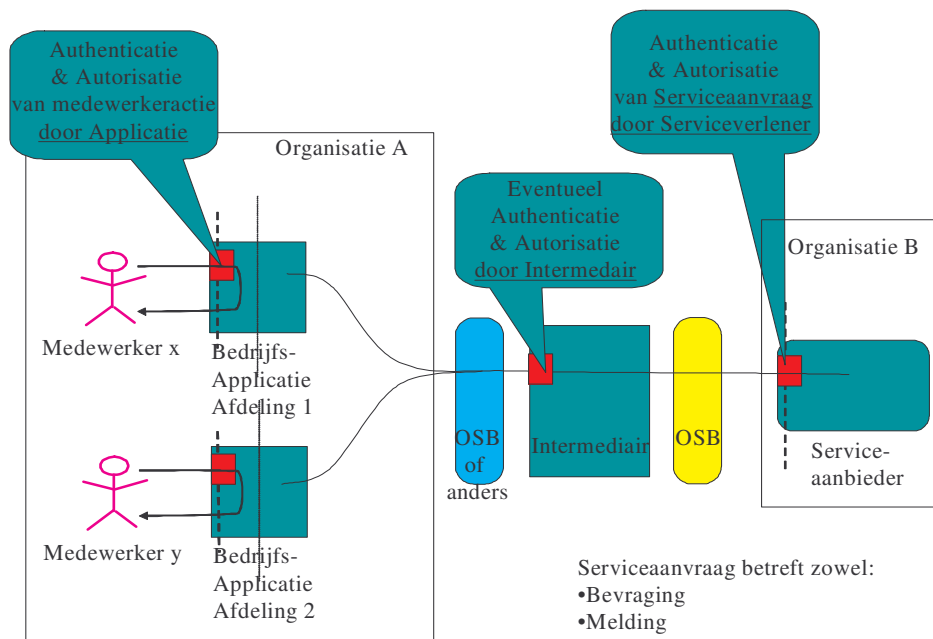 Authenticatie
& Autorisatie
van medewerkeractie
door Applicatie
Organisatie A
Medewerker x
Bedrijfs-
Applicatie
Afdeling 1
Medewerker y
Bedrijfs-
Applicatie
Afdeling 2
Eventueel
Authenticatie
& Autorisatie
door Intermedair
OSB
of
anders
Intermediair
OSB
Authenticatie
& Autorisatie
van Serviceaanvraag
door Serviceverlener
Organisatie B
Service-
aanbieder
Serviceaanvraag betreft zowel:
•Bevraging
•Melding